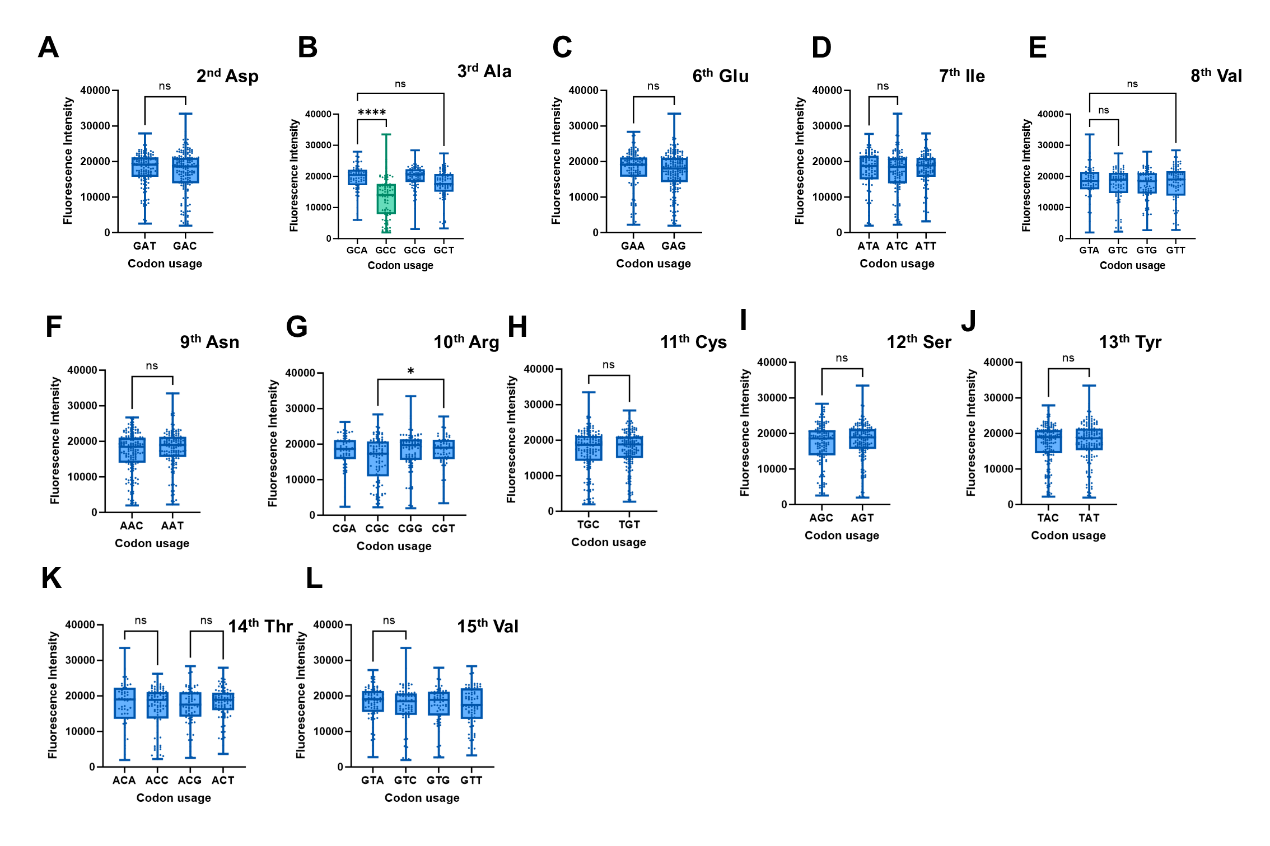 A
2nd Asp
ns
Fluorescence Intensity
40000
30000
20000
10000
0
GAT GAC
Codon usage
B
3rd Ala
ns
****
Fluorescence Intensity
40000
30000
20000
10000
0
GCA GCC GCG GCT
Codon usage
C
6th Glu
ns
Fluorescence Intensity
40000
30000
20000
10000
0
GAA GAG
Codon usage
D
7th Ile
ns
Fluorescence Intensity
40000
30000
20000
10000
0
ATA ATC ATT
Codon usage
E
8th Val
ns
ns
Fluorescence Intensity
40000
30000
20000
10000
0
GTA GTC GTG GTT
Codon usage
F
9th Asn
ns
Fluorescence Intensity
40000
30000
20000
10000
0
AAC AAT
Codon usage
G
10th Arg
*
Fluorescence Intensity
40000
30000
20000
10000
0
CGA CGC CGG CGT
Codon usage
H
11th Cys
ns
Fluorescence Intensity
40000
30000
20000
10000
0
TGC TGT
Codon usage
I
12th Ser
ns
Fluorescence Intensity
40000
30000
20000
10000
0
AGC AGT
Codon usage
J
13th Tyr
ns
Fluorescence Intensity
40000
30000
20000
10000
0
TAC TAT
Codon usage
K
14th Thr
ns ns
Fluorescence Intensity
40000
30000
20000
10000
0
ACA ACC ACG ACT
Codon usage
L
15th Val
ns
Fluorescence Intensity
40000
30000
20000
10000
0
GTA GTC GTG GTT
Codon usage